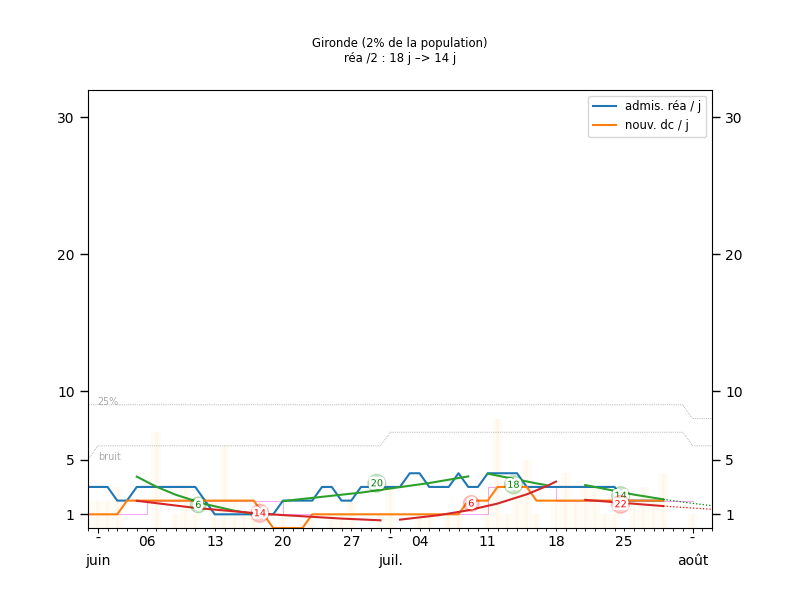 Gironde (2% de la population)
réa /2 : 18 j –> 14 j
admis. réa / j
nouv. dc / j
30 30
20 20
10 10
25%
5 5
bruit
20
18
6
6
14
14
22
1 1
- 06 13 20 27 - 04 11 18 25 -
juin juil. août